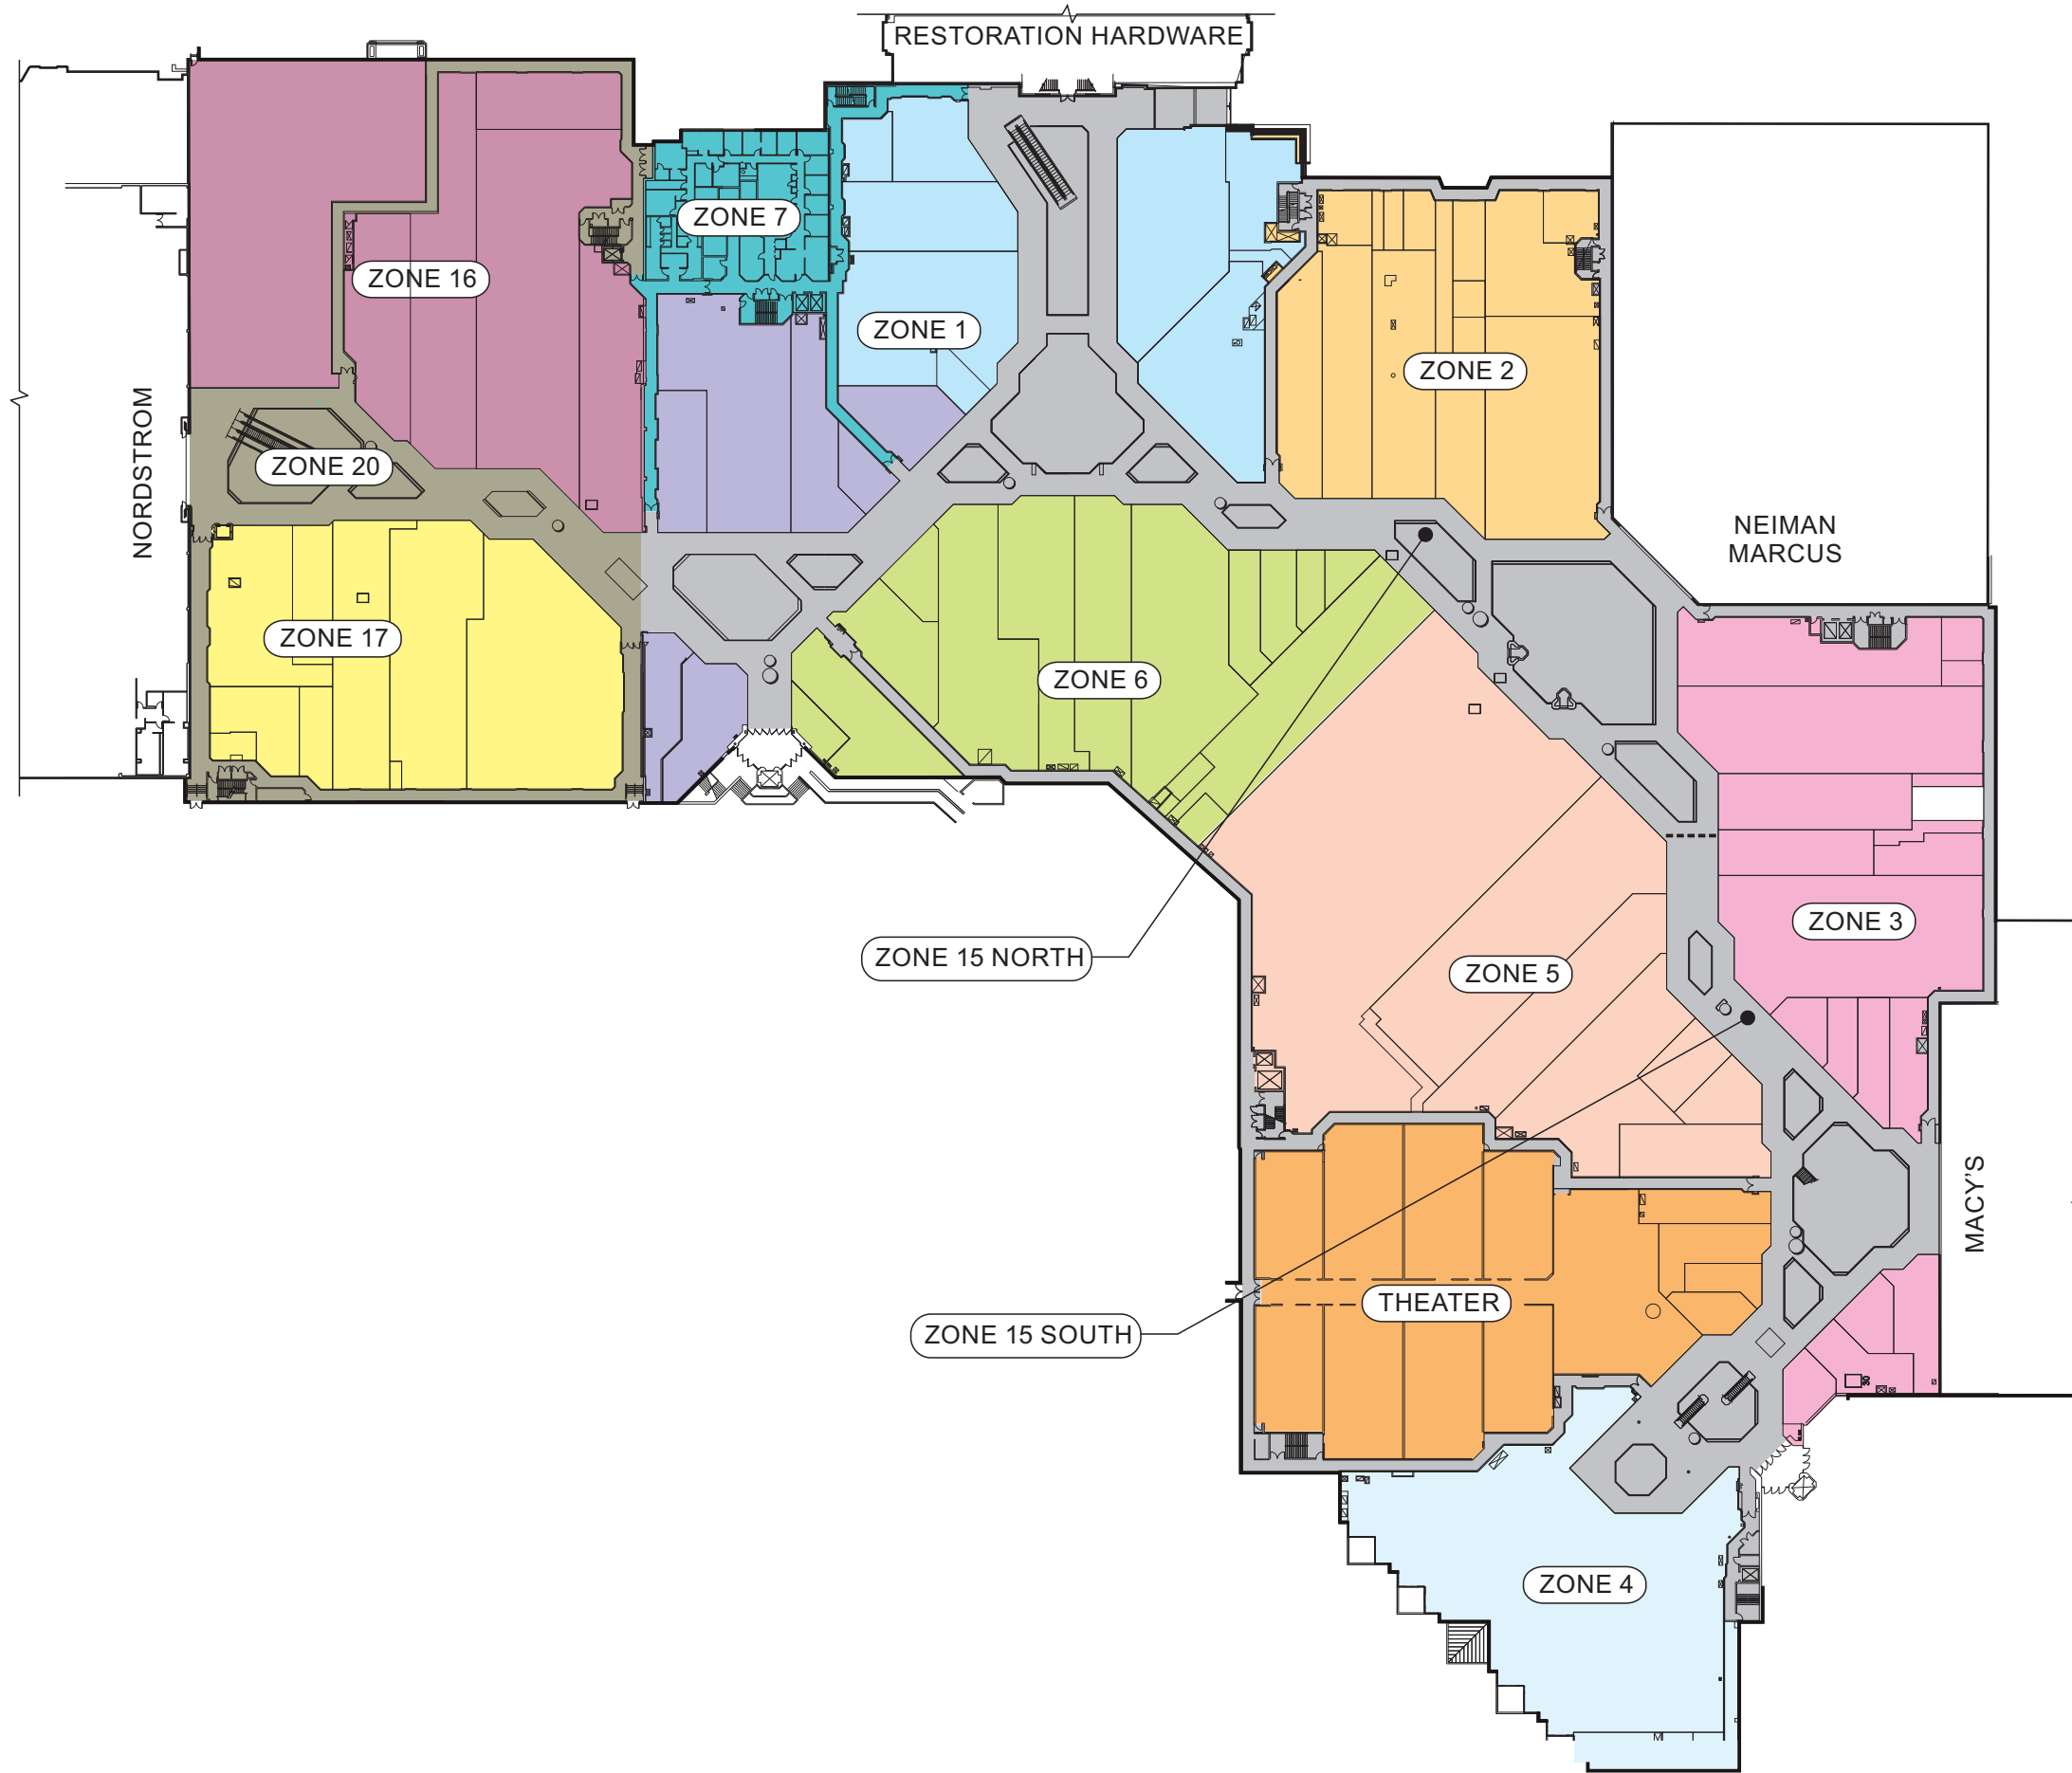 RESTORATION HARDWARE
ZONE 7
ZONE 16
ZONE 1
ZONE 2
NORDSTROM
ZONE 20
NEIMAN
MARCUS
ZONE 17
ZONE 6
ZONE 3
ZONE 15 NORTH
ZONE 5
MACY'S
THEATER
ZONE 15 SOUTH
ZONE 4